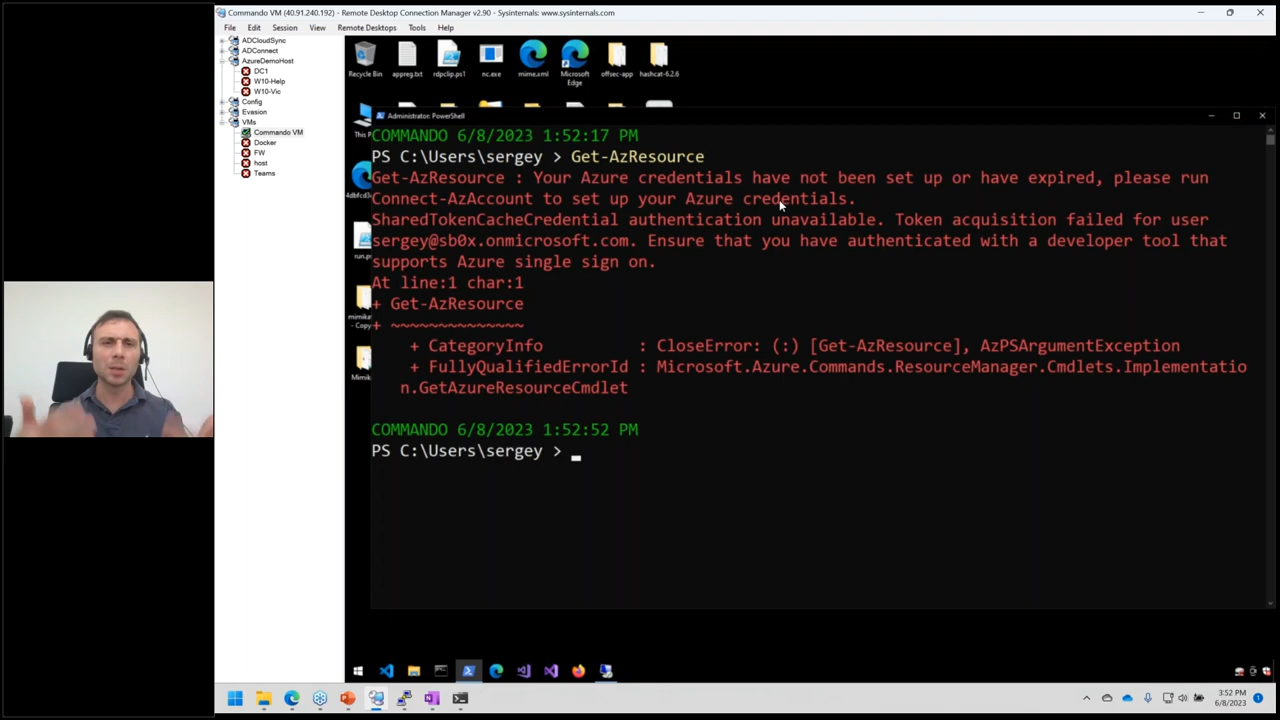 Commando VM (40.91.240.192) - Remote Desktop Connection Manager v2.90 - Sysinternals: www.sysinternals.com
File Edit Session View Remote Desktops Tools Help
ADCloudSync
ADConnect
AzureDemoHost
DC1
W10-Help
W10-Vic
Config
Evasion
VMs
Commando VM
Docker
FW
host
Teams
Recycle Bin
appreg.txt
rdpclip.ps1
nc.exe
mime.xml
Microsoft
Edge
offsec-app
hashcat-6.2.6
This P
4dbfcd3
run.p
mimikat
- Copy
Mimik
Administrator: PowerShell
COMMANDO 6/8/2023 1:52:17 PM
PS C:\Users\sergey > Get-AzResource
Get-AzResource : Your Azure credentials have not been set up or have expired, please run
Connect-AzAccount to set up your Azure credentials.
SharedTokenCacheCredential authentication unavailable. Token acquisition failed for user
sergey@sb0x.onmicrosoft.com. Ensure that you have authenticated with a developer tool that
supports Azure single sign on.
At line:1 char:1
+ Get-AzResource
+ ~~~~~~~~~~~~~~
+ CategoryInfo : CloseError: (:) [Get-AzResource], AzPSArgumentException
+ FullyQualifiedErrorId : Microsoft.Azure.Commands.ResourceManager.Cmdlets.Implementatio
n.GetAzureResourceCmdlet
COMMANDO 6/8/2023 1:52:52 PM
PS C:\Users\sergey >
3:52 PM
6/8/2023